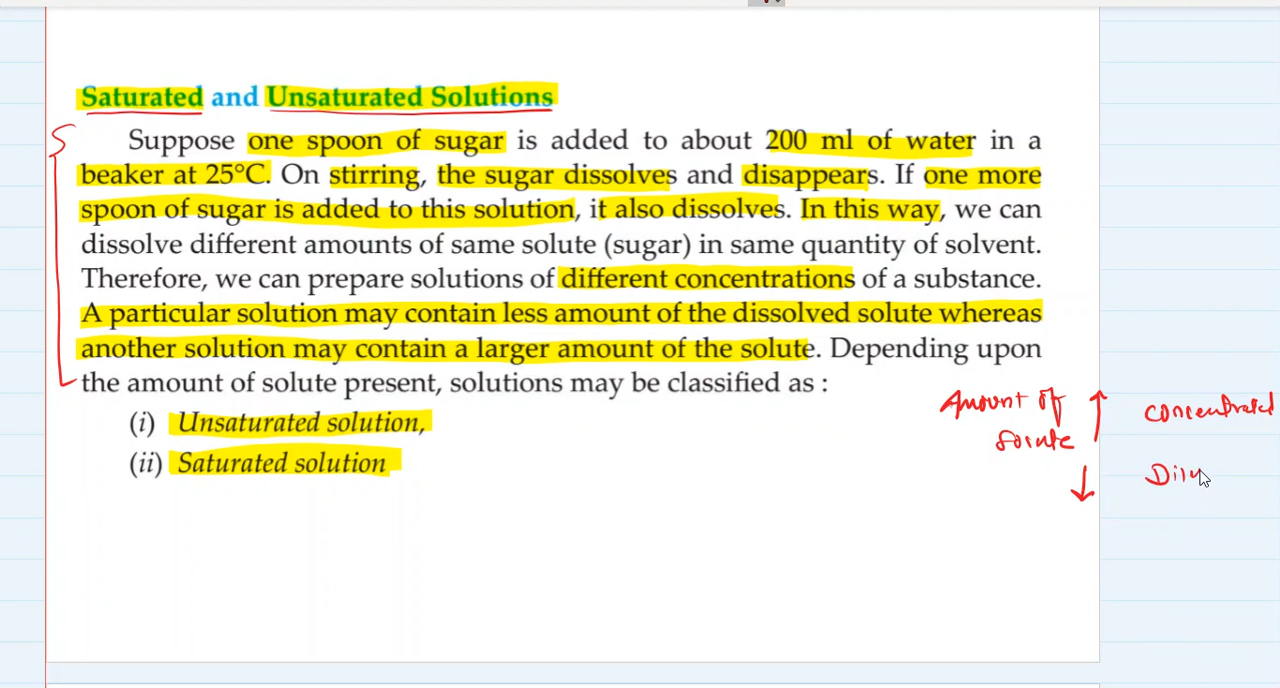 Saturated and Unsaturated Solutions
Suppose one spoon of sugar is added to about 200 ml of water in a
beaker at 25°C. On stirring, the sugar dissolves and disappears. If one more
spoon of sugar is added to this solution, it also dissolves. In this way, we can
dissolve different amounts of same solute (sugar) in same quantity of solvent.
Therefore, we can prepare solutions of different concentrations of a substance.
A particular solution may contain less amount of the dissolved solute whereas
another solution may contain a larger amount of the solute. Depending upon
the amount of solute present, solutions may be classified as :
(i) Unsaturated solution,
(ii) Saturated solution
Amount of
solute ↑ concentrated
↓ Dilu